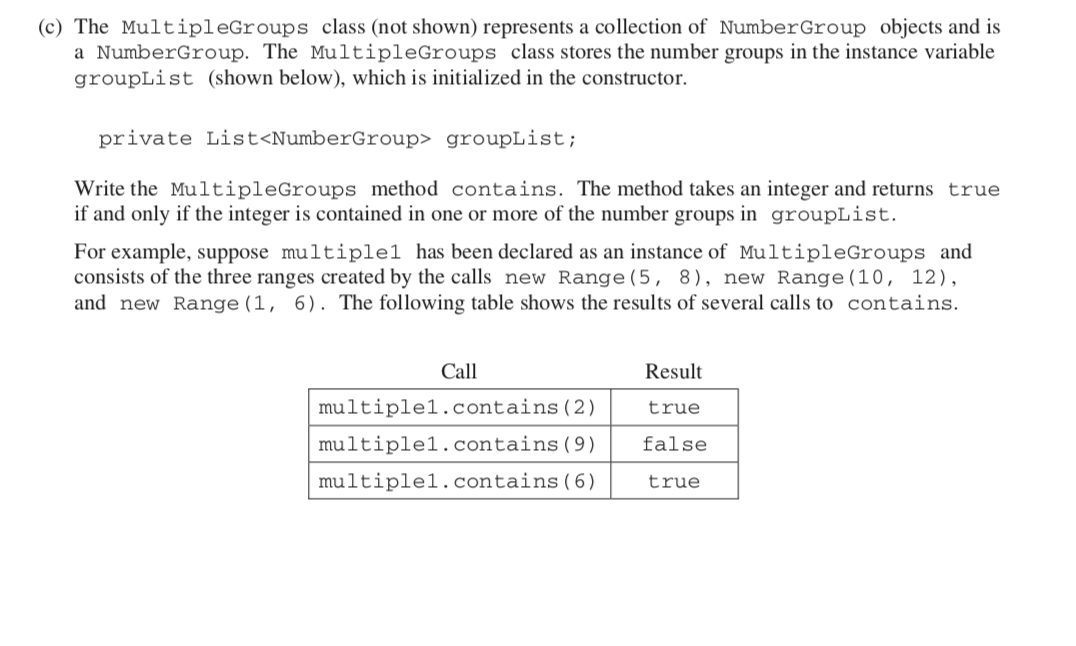 (c) The MultipleGroups class (not shown) represents a collection of NumberGroup objects and is
a NumberGroup. The MultipleGroups class stores the number groups in the instance variable
groupList (shown below), which is initialized in the constructor.
private List<NumberGroup> groupList;
Write the MultipleGroups method contains. The method takes an integer and returns true
if and only if the integer is contained in one or more of the number groups in groupList.
For example, suppose multiple1 has been declared as an instance of MultipleGroups and
consists of the three ranges created by the calls new Range(5, 8), new Range(10, 12),
and new Range(1, 6). The following table shows the results of several calls to contains.
Call Result
multiple1.contains(2) true
multiple1.contains(9) false
multiple1.contains(6) true